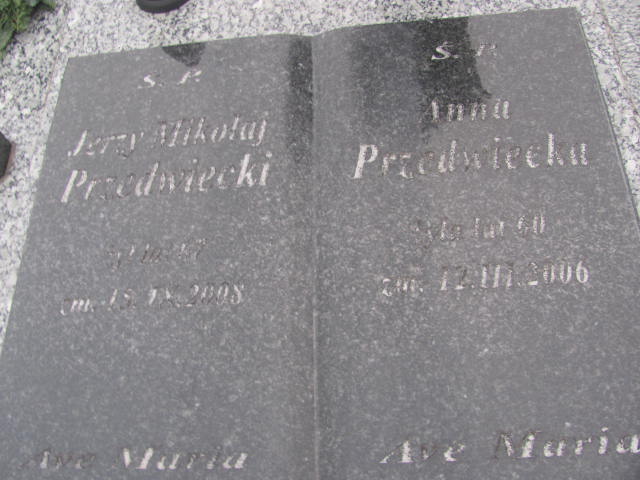 Ś. P.
Jerzy Mikołaj
Przedwiecki
zm. 15.IX.2008
Ave Maria
Ś. P.
Anna
Przedwiecka
żyła lat 60
zm. 12.III.2006
Ave Maria